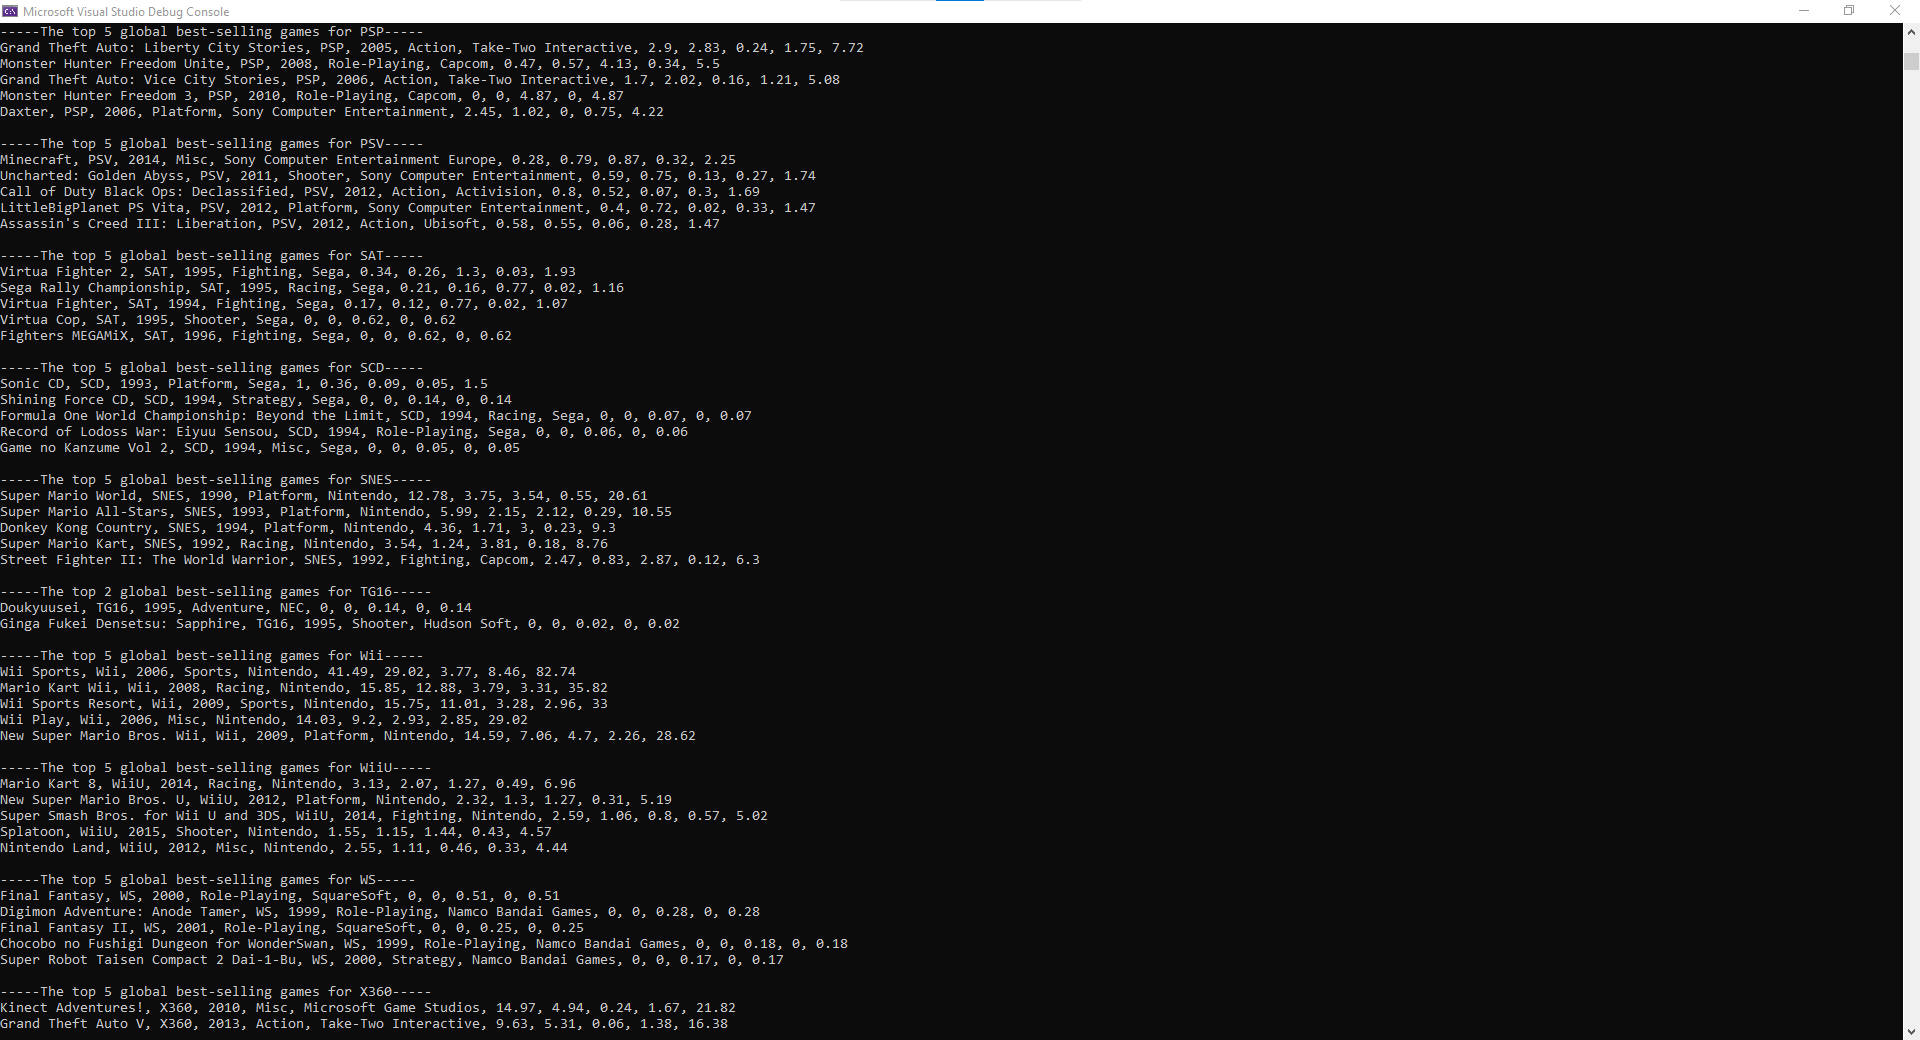 Microsoft Visual Studio Debug Console
-----The top 5 global best-selling games for PSP-----
Grand Theft Auto: Liberty City Stories, PSP, 2005, Action, Take-Two Interactive, 2.9, 2.83, 0.24, 1.75, 7.72
Monster Hunter Freedom Unite, PSP, 2008, Role-Playing, Capcom, 0.47, 0.57, 4.13, 0.34, 5.5
Grand Theft Auto: Vice City Stories, PSP, 2006, Action, Take-Two Interactive, 1.7, 2.02, 0.16, 1.21, 5.08
Monster Hunter Freedom 3, PSP, 2010, Role-Playing, Capcom, 0, 0, 4.87, 0, 4.87
Daxter, PSP, 2006, Platform, Sony Computer Entertainment, 2.45, 1.02, 0, 0.75, 4.22
-----The top 5 global best-selling games for PSV-----
Minecraft, PSV, 2014, Misc, Sony Computer Entertainment Europe, 0.28, 0.79, 0.87, 0.32, 2.25
Uncharted: Golden Abyss, PSV, 2011, Shooter, Sony Computer Entertainment, 0.59, 0.75, 0.13, 0.27, 1.74
Call of Duty Black Ops: Declassified, PSV, 2012, Action, Activision, 0.8, 0.52, 0.07, 0.3, 1.69
LittleBigPlanet PS Vita, PSV, 2012, Platform, Sony Computer Entertainment, 0.4, 0.72, 0.02, 0.33, 1.47
Assassin's Creed III: Liberation, PSV, 2012, Action, Ubisoft, 0.58, 0.55, 0.06, 0.28, 1.47
-----The top 5 global best-selling games for SAT-----
Virtua Fighter 2, SAT, 1995, Fighting, Sega, 0.34, 0.26, 1.3, 0.03, 1.93
Sega Rally Championship, SAT, 1995, Racing, Sega, 0.21, 0.16, 0.77, 0.02, 1.16
Virtua Fighter, SAT, 1994, Fighting, Sega, 0.17, 0.12, 0.77, 0.02, 1.07
Virtua Cop, SAT, 1995, Shooter, Sega, 0, 0, 0.62, 0, 0.62
Fighters MEGAMiX, SAT, 1996, Fighting, Sega, 0, 0, 0.62, 0, 0.62
-----The top 5 global best-selling games for SCD-----
Sonic CD, SCD, 1993, Platform, Sega, 1, 0.36, 0.09, 0.05, 1.5
Shining Force CD, SCD, 1994, Strategy, Sega, 0, 0, 0.14, 0, 0.14
Formula One World Championship: Beyond the Limit, SCD, 1994, Racing, Sega, 0, 0, 0.07, 0, 0.07
Record of Lodoss War: Eiyuu Sensou, SCD, 1994, Role-Playing, Sega, 0, 0, 0.06, 0, 0.06
Game no Kanzume Vol 2, SCD, 1994, Misc, Sega, 0, 0, 0.05, 0, 0.05
-----The top 5 global best-selling games for SNES-----
Super Mario World, SNES, 1990, Platform, Nintendo, 12.78, 3.75, 3.54, 0.55, 20.61
Super Mario All-Stars, SNES, 1993, Platform, Nintendo, 5.99, 2.15, 2.12, 0.29, 10.55
Donkey Kong Country, SNES, 1994, Platform, Nintendo, 4.36, 1.71, 3, 0.23, 9.3
Super Mario Kart, SNES, 1992, Racing, Nintendo, 3.54, 1.24, 3.81, 0.18, 8.76
Street Fighter II: The World Warrior, SNES, 1992, Fighting, Capcom, 2.47, 0.83, 2.87, 0.12, 6.3
-----The top 2 global best-selling games for TG16-----
Doukyuusei, TG16, 1995, Adventure, NEC, 0, 0, 0.14, 0, 0.14
Ginga Fukei Densetsu: Sapphire, TG16, 1995, Shooter, Hudson Soft, 0, 0, 0.02, 0, 0.02
-----The top 5 global best-selling games for Wii-----
Wii Sports, Wii, 2006, Sports, Nintendo, 41.49, 29.02, 3.77, 8.46, 82.74
Mario Kart Wii, Wii, 2008, Racing, Nintendo, 15.85, 12.88, 3.79, 3.31, 35.82
Wii Sports Resort, Wii, 2009, Sports, Nintendo, 15.75, 11.01, 3.28, 2.96, 33
Wii Play, Wii, 2006, Misc, Nintendo, 14.03, 9.2, 2.93, 2.85, 29.02
New Super Mario Bros. Wii, Wii, 2009, Platform, Nintendo, 14.59, 7.06, 4.7, 2.26, 28.62
-----The top 5 global best-selling games for WiiU-----
Mario Kart 8, WiiU, 2014, Racing, Nintendo, 3.13, 2.07, 1.27, 0.49, 6.96
New Super Mario Bros. U, WiiU, 2012, Platform, Nintendo, 2.32, 1.3, 1.27, 0.31, 5.19
Super Smash Bros. for Wii U and 3DS, WiiU, 2014, Fighting, Nintendo, 2.59, 1.06, 0.8, 0.57, 5.02
Splatoon, WiiU, 2015, Shooter, Nintendo, 1.55, 1.15, 1.44, 0.43, 4.57
Nintendo Land, WiiU, 2012, Misc, Nintendo, 2.55, 1.11, 0.46, 0.33, 4.44
-----The top 5 global best-selling games for WS-----
Final Fantasy, WS, 2000, Role-Playing, SquareSoft, 0, 0, 0.51, 0, 0.51
Digimon Adventure: Anode Tamer, WS, 1999, Role-Playing, Namco Bandai Games, 0, 0, 0.28, 0, 0.28
Final Fantasy II, WS, 2001, Role-Playing, SquareSoft, 0, 0, 0.25, 0, 0.25
Chocobo no Fushigi Dungeon for WonderSwan, WS, 1999, Role-Playing, Namco Bandai Games, 0, 0, 0.18, 0, 0.18
Super Robot Taisen Compact 2 Dai-1-Bu, WS, 2000, Strategy, Namco Bandai Games, 0, 0, 0.17, 0, 0.17
-----The top 5 global best-selling games for X360-----
Kinect Adventures!, X360, 2010, Misc, Microsoft Game Studios, 14.97, 4.94, 0.24, 1.67, 21.82
Grand Theft Auto V, X360, 2013, Action, Take-Two Interactive, 9.63, 5.31, 0.06, 1.38, 16.38